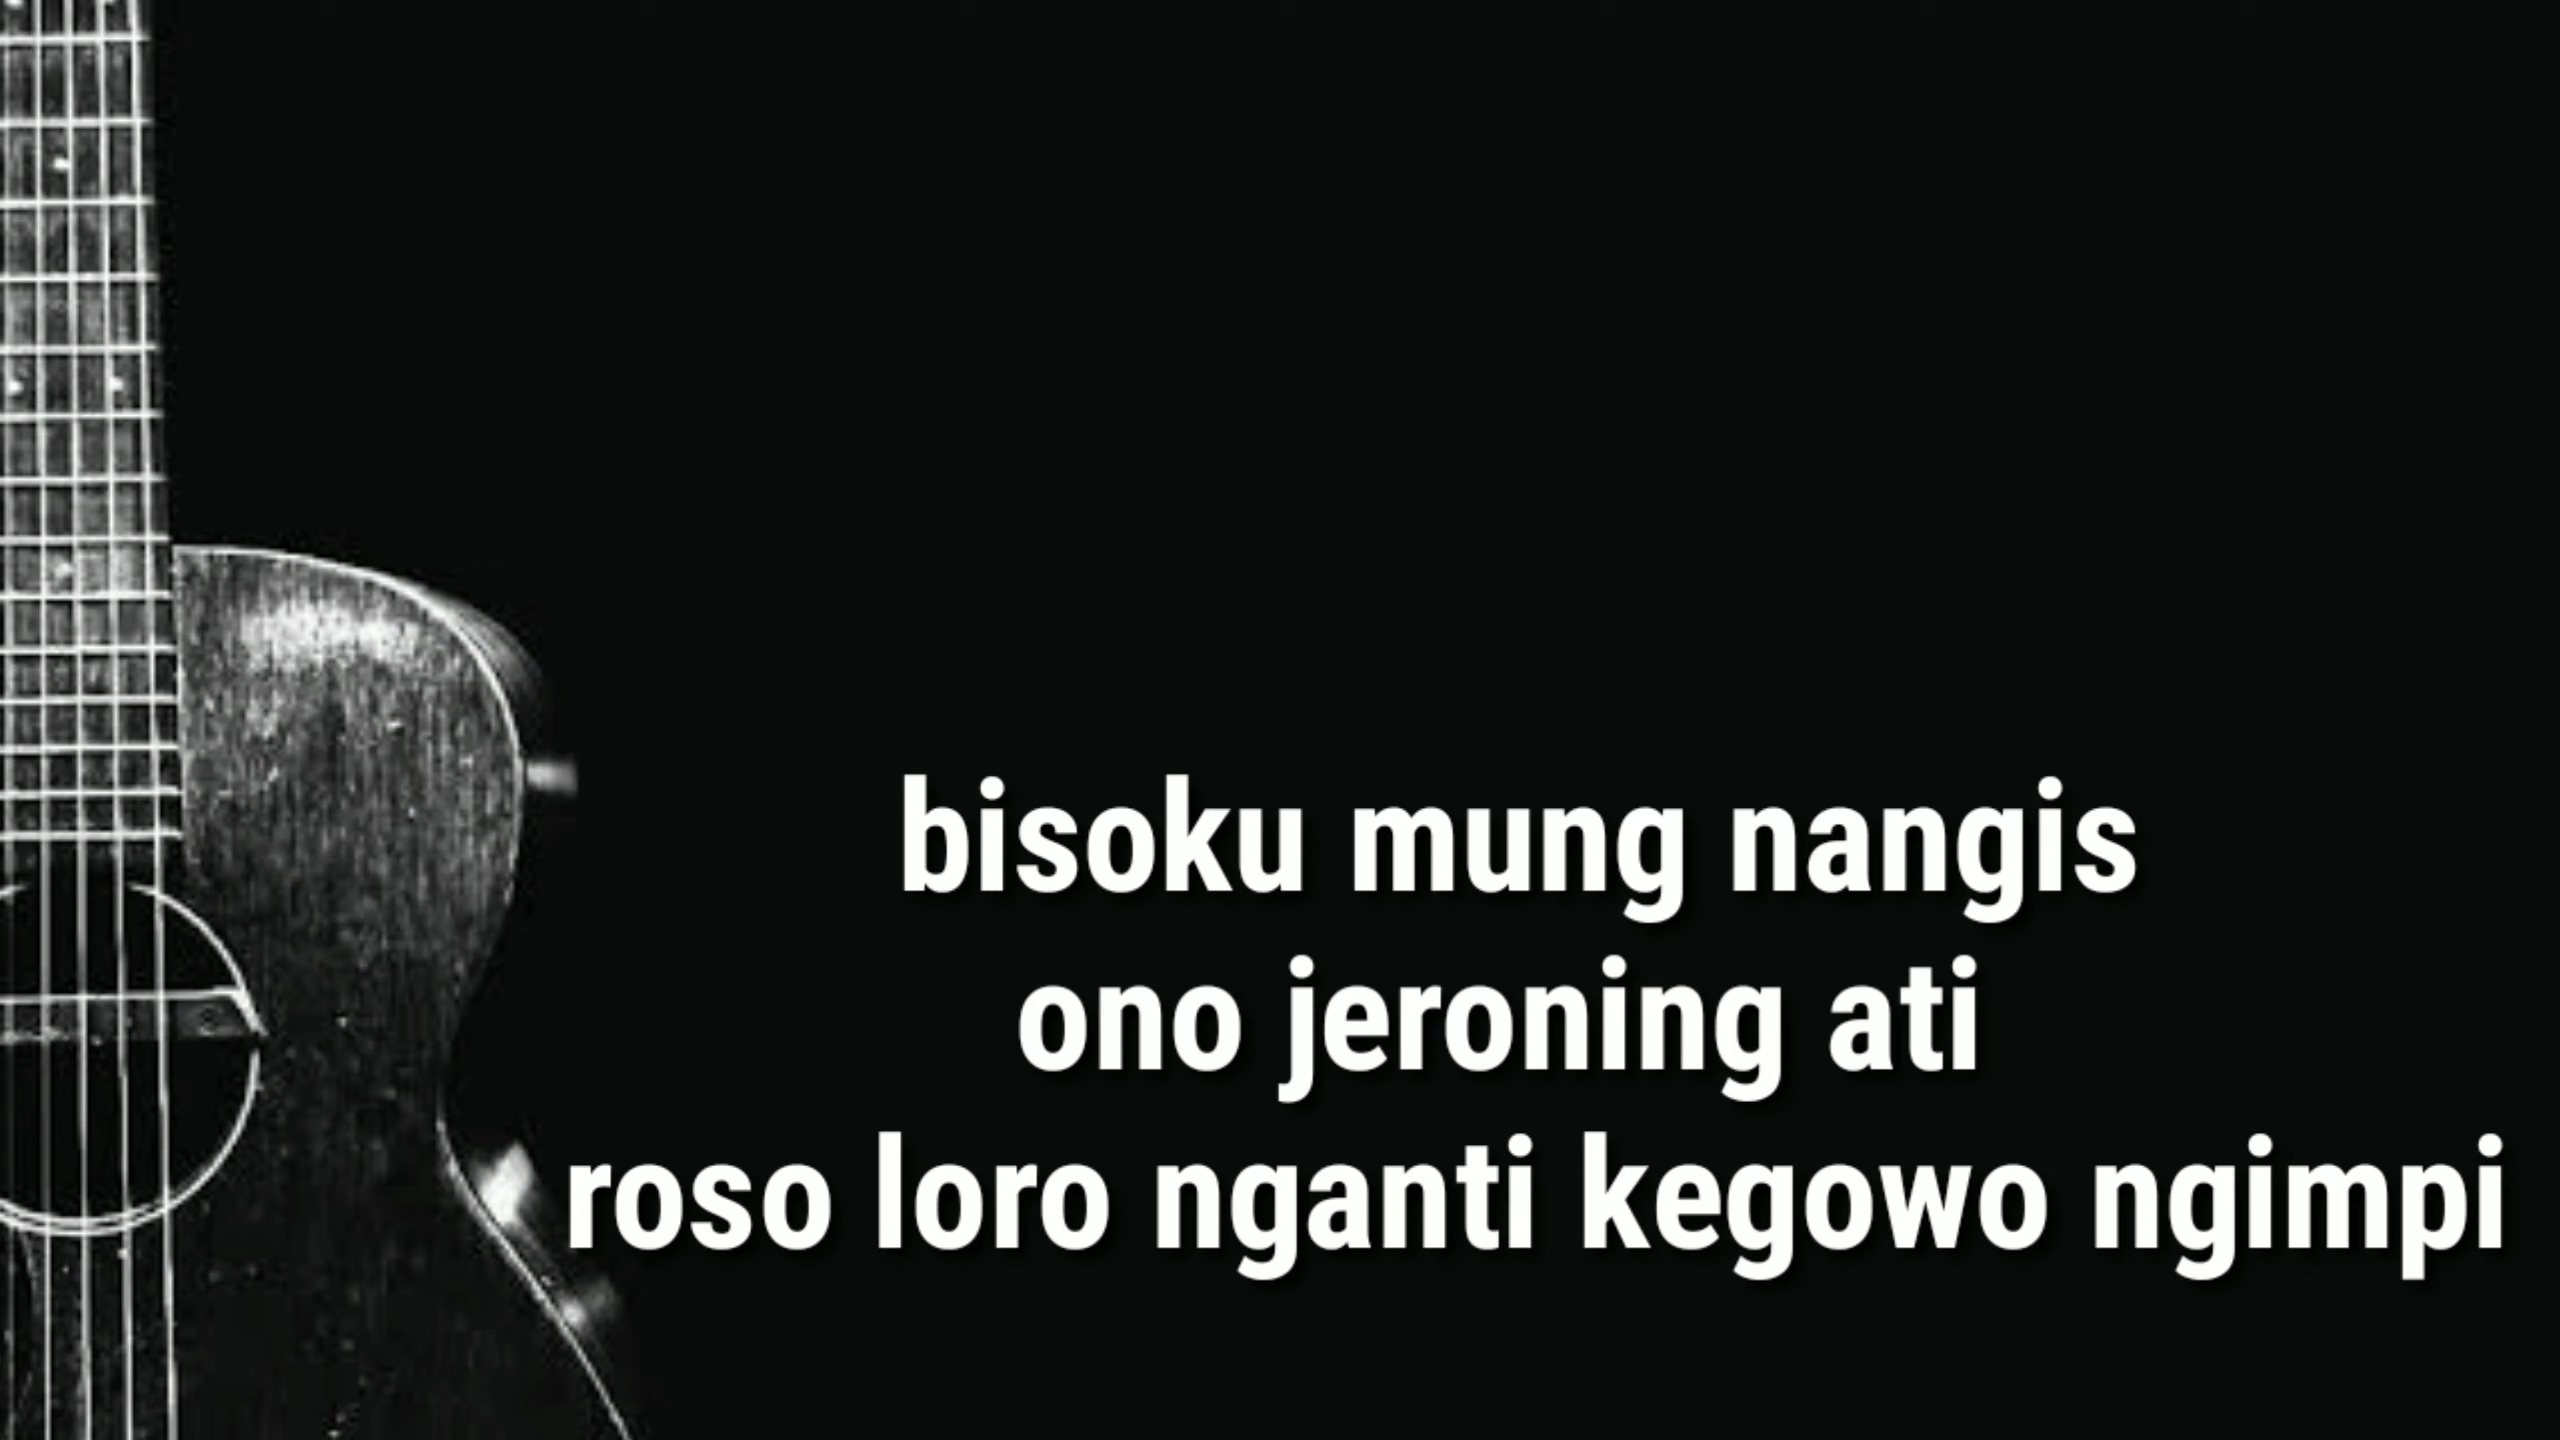 bisoku mung nangis
ono jeroning ati
roso loro nganti kegowo ngimpi